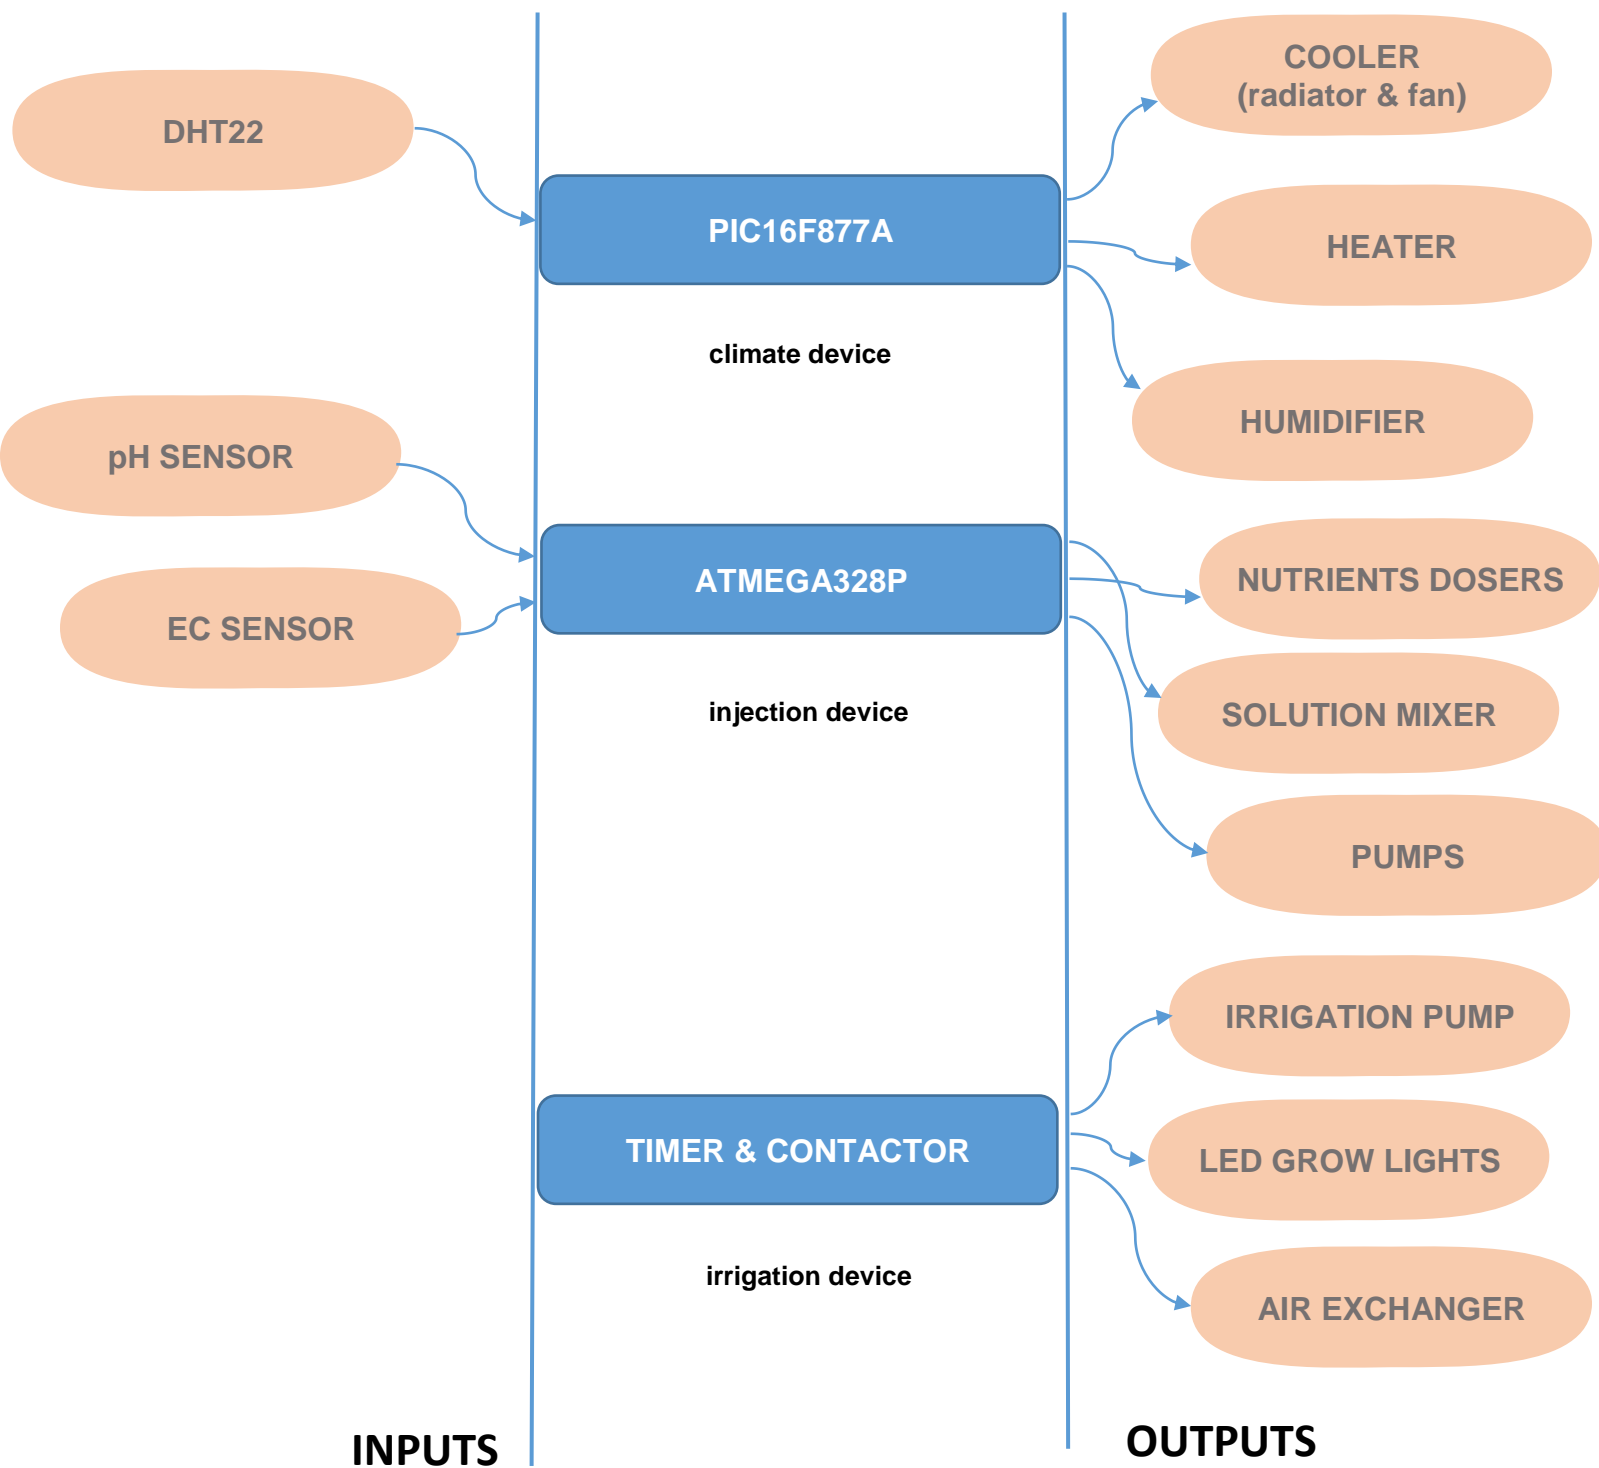 COOLER
(radiator & fan)
DHT22
PIC16F877A
HEATER
climate device
HUMIDIFIER
pH SENSOR
ATMEGA328P
NUTRIENTS DOSERS
EC SENSOR
injection device
SOLUTION MIXER
PUMPS
IRRIGATION PUMP
TIMER & CONTACTOR
LED GROW LIGHTS
irrigation device
AIR EXCHANGER
INPUTS
OUTPUTS